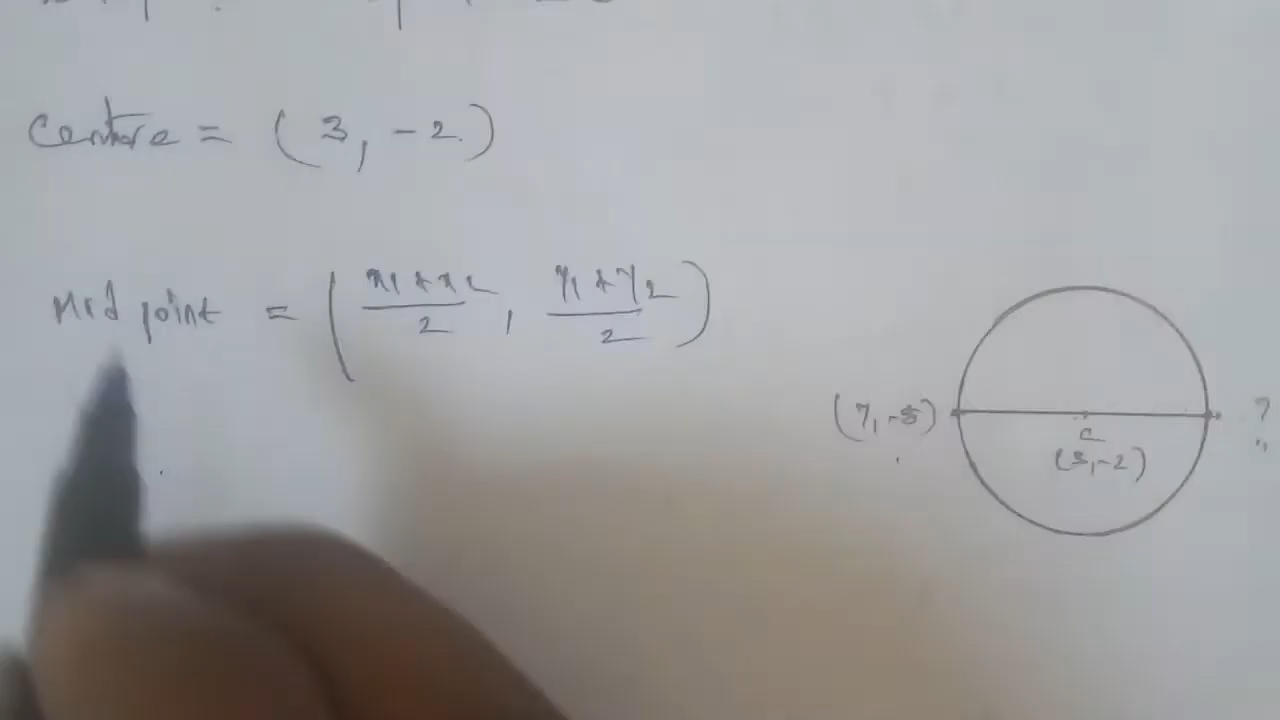 Centre = (3, -2)
Mid point = (x1 + x2 / 2, y1 + y2 / 2)
(7, -5) ?
C
(3, -2)